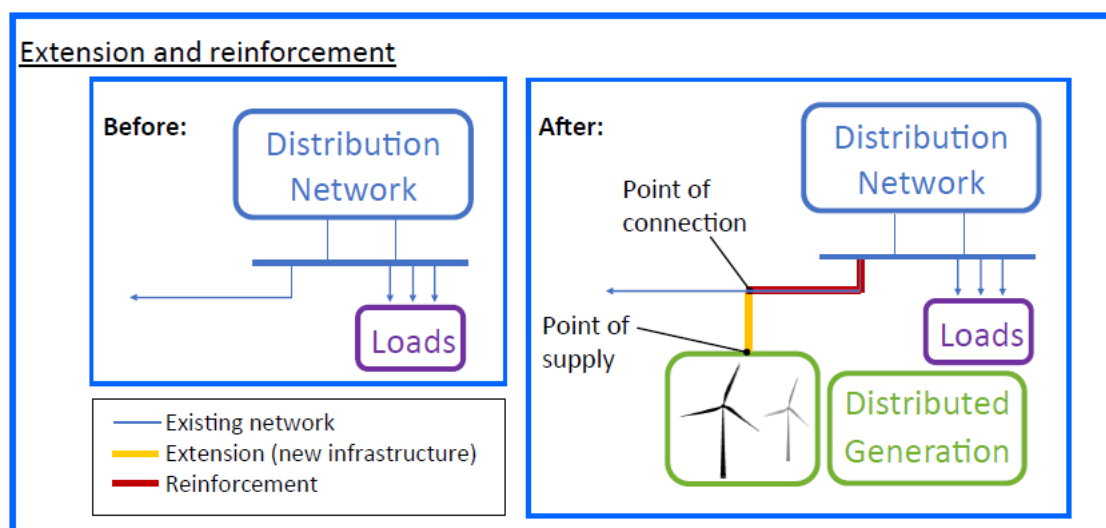 Extension and reinforcement
Before:
Distribution
Network
Loads
Existing network
Extension (new infrastructure)
Reinforcement
After:
Distribution
Network
Point of
connection
Point of
supply
Loads
Distributed
Generation